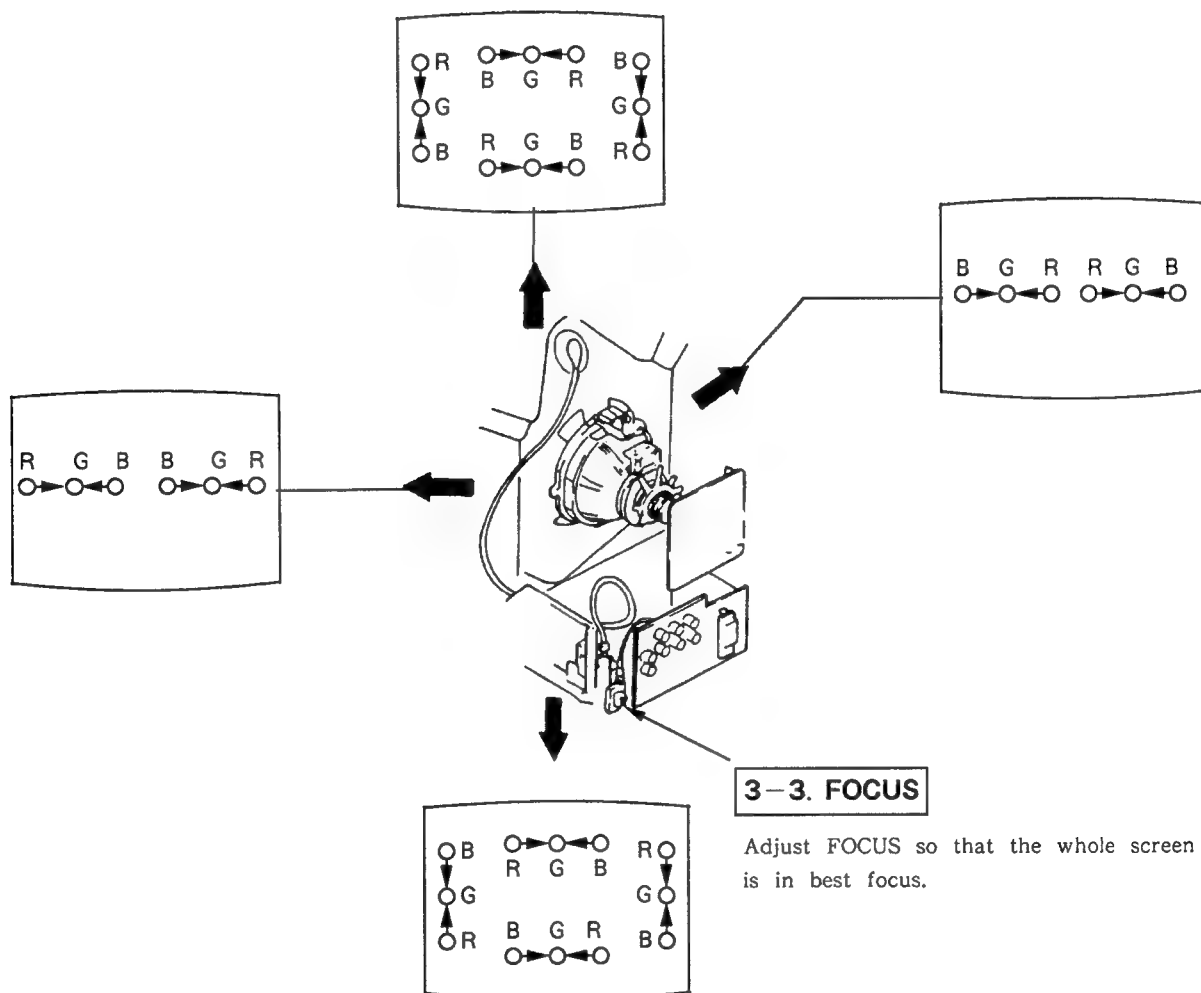 R
B G R
B
G
G
B
R G B
R
B G R R G B
R G B B G R
3-3. FOCUS
Adjust FOCUS so that the whole screen
is in best focus.
B
R G B
R
G
G
R
B G R
B